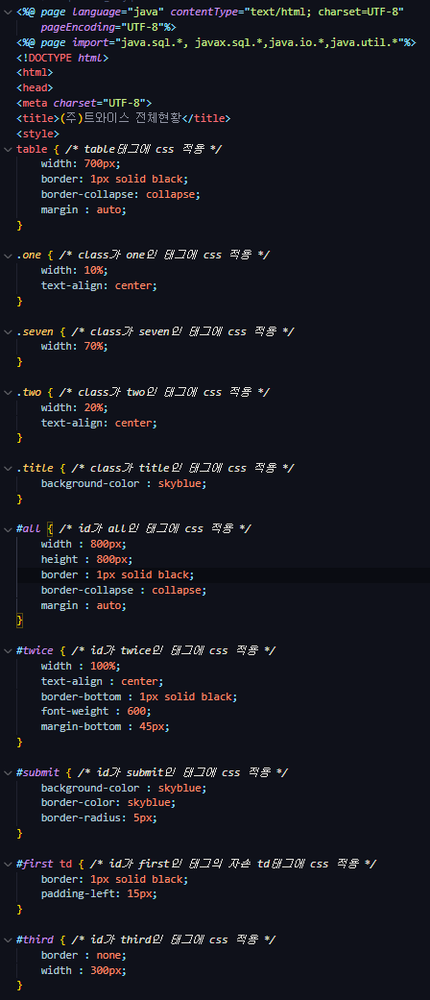 <%@ page language="java" contentType="text/html; charset=UTF-8"
    pageEncoding="UTF-8"%>
<%@ page import="java.sql.*, javax.sql.*,java.io.*,java.util.*"%>
<!DOCTYPE html>
<html>
<head>
<meta charset="UTF-8">
<title>(주)트와이스 전체현황</title>
<style>
table { /* table태그에 css 적용 */
    width: 700px;
    border: 1px solid black;
    border-collapse: collapse;
    margin : auto;
}

.one { /* class가 one인 태그에 css 적용 */
    width: 10%;
    text-align: center;
}

.seven { /* class가 seven인 태그에 css 적용 */
    width: 70%;
}

.two { /* class가 two인 태그에 css 적용 */
    width: 20%;
    text-align: center;
}

.title { /* class가 title인 태그에 css 적용 */
    background-color : skyblue;
}

#all { /* id가 all인 태그에 css 적용 */
    width : 800px;
    height : 800px;
    border : 1px solid black;
    border-collapse : collapse;
    margin : auto;
}

#twice { /* id가 twice인 태그에 css 적용 */
    width : 100%;
    text-align : center;
    border-bottom : 1px solid black;
    font-weight : 600;
    margin-bottom : 45px;
}

#submit { /* id가 submit인 태그에 css 적용 */
    background-color : skyblue;
    border-color: skyblue;
    border-radius: 5px;
}

#first td { /* id가 first인 태그의 자손 td태그에 css 적용 */
    border: 1px solid black;
    padding-left: 15px;
}

#third { /* id가 third인 태그에 css 적용 */
    border : none;
    width : 300px;
}